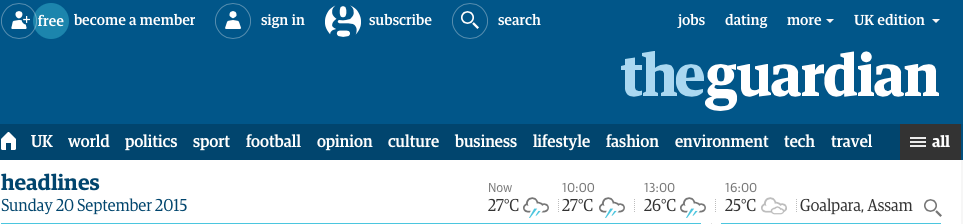 free become a member sign in subscribe search jobs dating more UK edition
theguardian
UK world politics sport football opinion culture business lifestyle fashion environment tech travel all
headlines
Now 10:00 13:00 16:00
Sunday 20 September 2015 27°C 27°C 26°C 25°C Goalpara, Assam